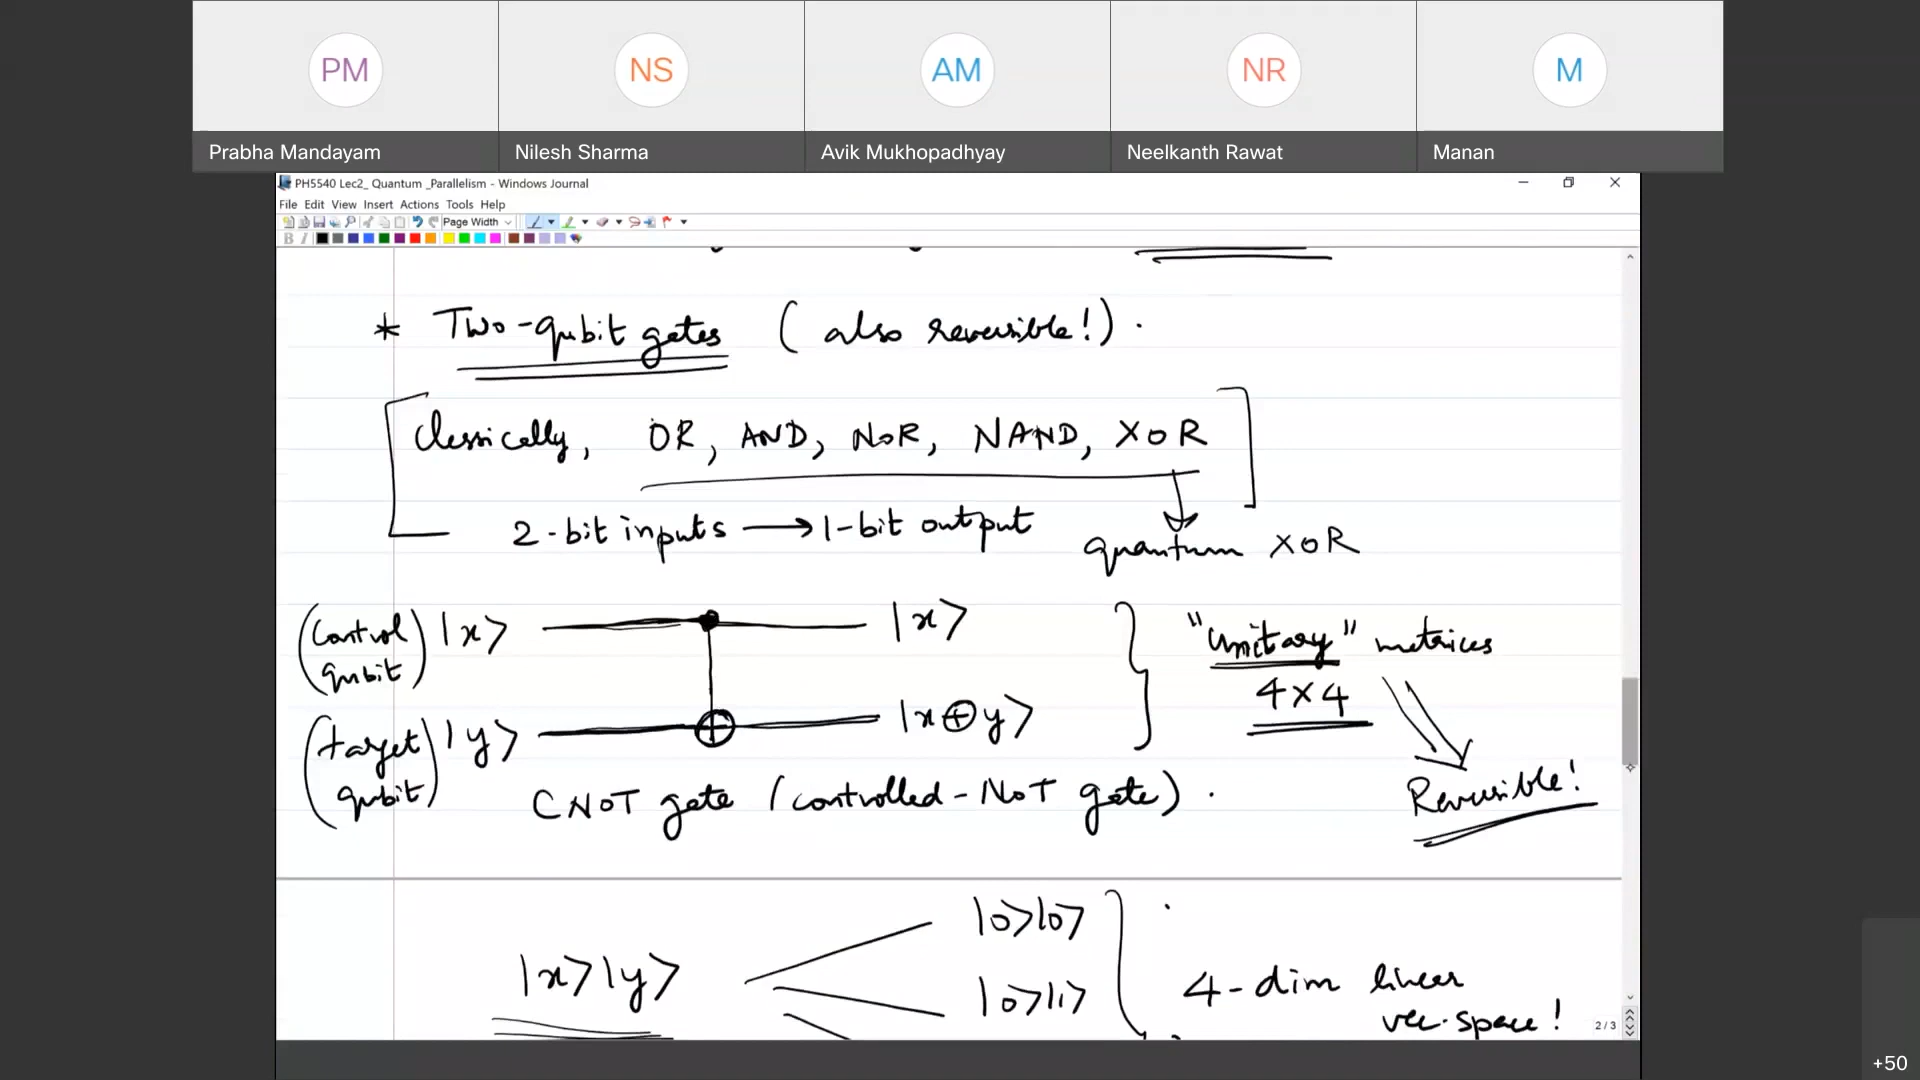 PM
NS
AM
NR
M
Prabha Mandayam
Nilesh Sharma
Avik Mukhopadhyay
Neelkanth Rawat
Manan
PH5540 Lec2_ Quantum _Parallelism - Windows Journal
File Edit View Insert Actions Tools Help
Page Width
B I
* Two-qubit gates (also reversible!).
Classically, OR, AND, NOR, NAND, XOR
2-bit inputs → 1-bit output
quantum XOR
(Control qubit) |x⟩ |x⟩ "Unitary" matrices
4×4
(target qubit) |y⟩ |x⊕y⟩
Reversible!
CNOT gate (controlled-NOT gate).
|0⟩|0⟩
|x⟩|y⟩
|0⟩|1⟩
4-dim linear
vec. space!
2/3
+50